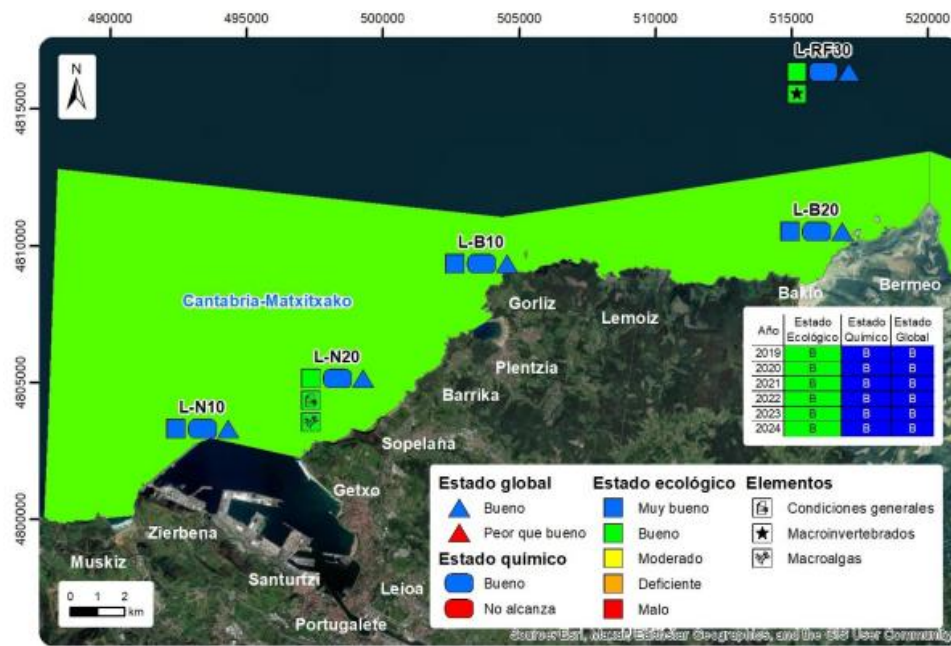 490000 495000 500000 505000 510000 515000 520000
4815000
4810000
4805000
4800000
N
L-RF30
L-B20
L-B10
Cantabria-Matxitxako
L-N20
L-N10
Gorliz
Lemoiz
Bakio
Bermeo
Plentzia
Barrika
Sopelana
Getxo
Zierbena
Muskiz
Santurtzi
Leioa
Portugalete
Año Estado Ecológico Estado Químico Estado Global
2019 B B B
2020 B B B
2021 B B B
2022 B B B
2023 B B B
2024 B B B
Estado global
Bueno
Peor que bueno
Estado químico
Bueno
No alcanza
Estado ecológico
Muy bueno
Bueno
Moderado
Deficiente
Malo
Elementos
Condiciones generales
Macroinvertebrados
Macroalgas
0 1 2
km
Source: Esri, Maxar, Earthstar Geographics, and the GIS User Community